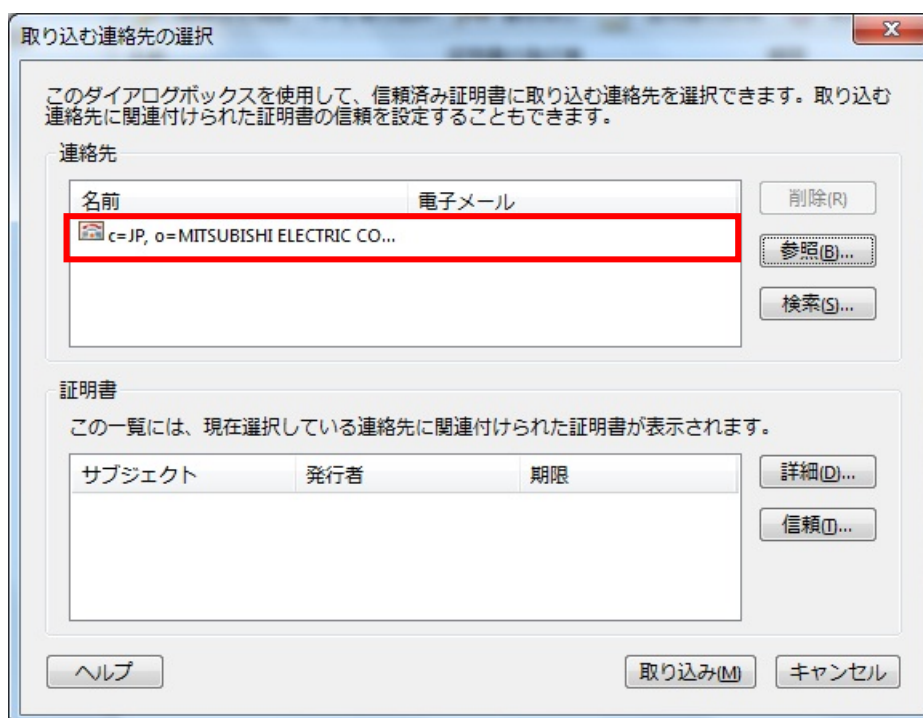 取り込む連絡先の選択
このダイアログボックスを使用して、信頼済み証明書に取り込む連絡先を選択できます。取り込む
連絡先に関連付けられた証明書の信頼を設定することもできます。
連絡先
名前 電子メール
削除(R)
c=JP, o=MITSUBISHI ELECTRIC CO...
参照(B)...
検索(S)...
証明書
この一覧には、現在選択している連絡先に関連付けられた証明書が表示されます。
サブジェクト 発行者 期限
詳細(D)...
信頼(T)...
ヘルプ 取り込み(M) キャンセル